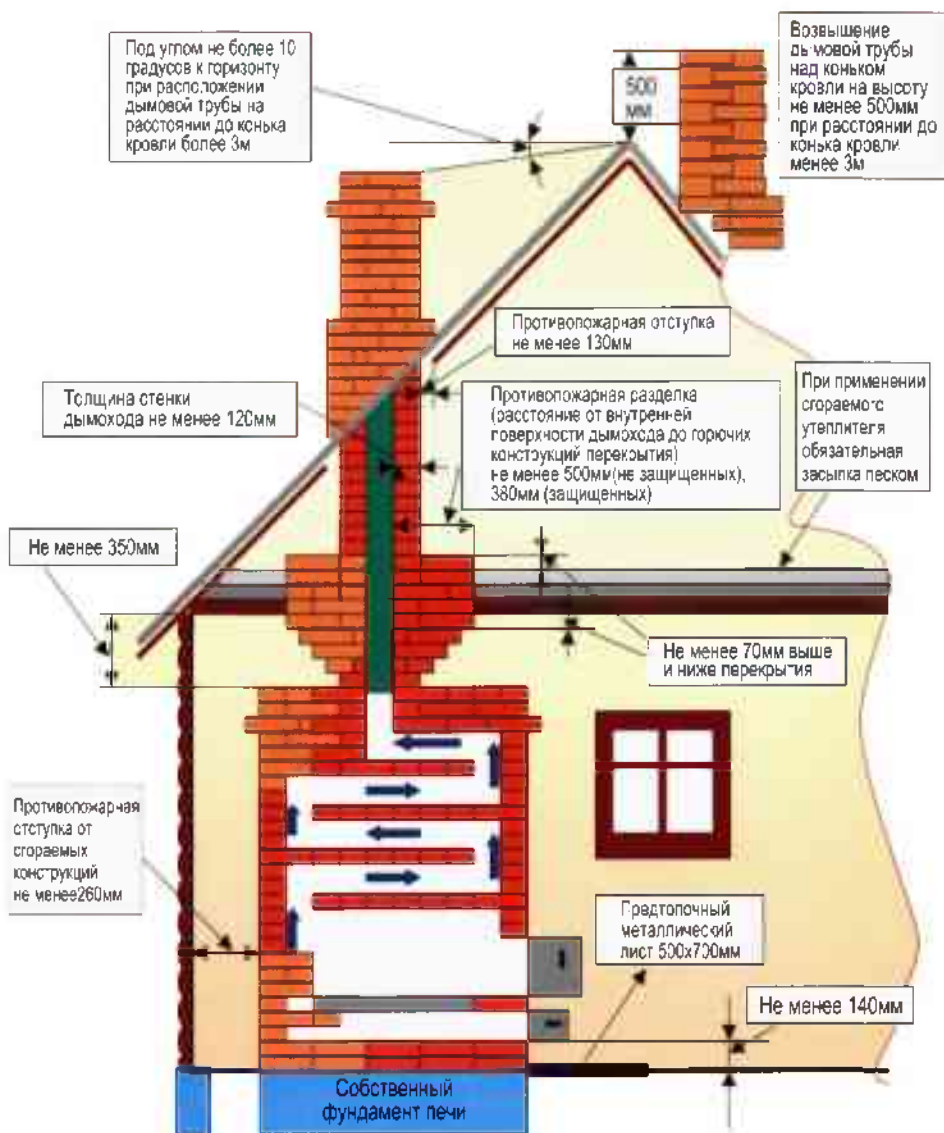 Под углом не более 10
градусов к горизонту
при расположении
дымовой трубы на
расстоянии до конька
кровли более 3м
500
мм
Возвышение
дымовой трубы
над коньком
кровли на высоту
не менее 500мм
при расстоянии до
конька кровли
менее 3м
Противопожарная отступка
не менее 130мм
Толщина стенки
дымохода не менее 120мм
Противопожарная разделка
(расстояние от внутренней
поверхности дымохода до горючих
конструкций перекрытия)
не менее 500мм(не защищенных),
380мм (защищенных)
При применении
сгораемого
утеплителя
обязательная
засыпка песком
Не менее 350мм
Не менее 70мм выше
и ниже перекрытия
Противопожарная
отступка от
сгораемых
конструкций
не менее260мм
Предтопочный
металлический
лист 500х700мм
Не менее 140мм
Собственный
фундамент печи